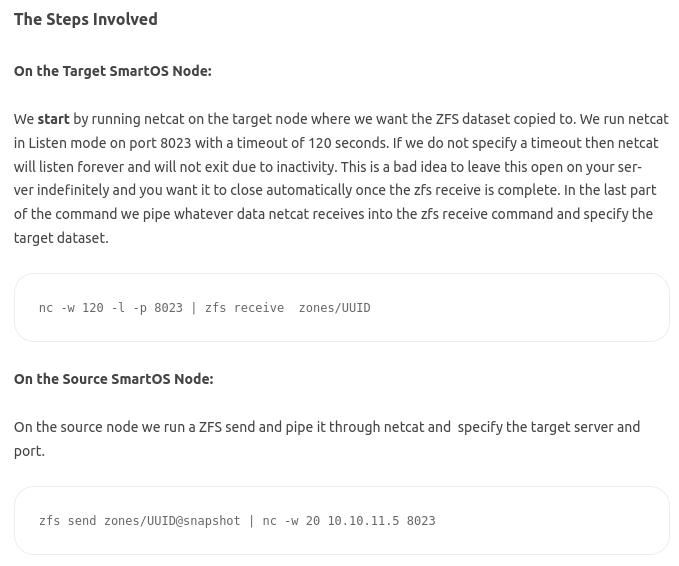 The Steps Involved
On the Target SmartOS Node:
We start by running netcat on the target node where we want the ZFS dataset copied to. We run netcat
in Listen mode on port 8023 with a timeout of 120 seconds. If we do not specify a timeout then netcat
will listen forever and will not exit due to inactivity. This is a bad idea to leave this open on your ser-
ver indefinitely and you want it to close automatically once the zfs receive is complete. In the last part
of the command we pipe whatever data netcat receives into the zfs receive command and specify the
target dataset.
nc -w 120 -l -p 8023 | zfs receive  zones/UUID
On the Source SmartOS Node:
On the source node we run a ZFS send and pipe it through netcat and  specify the target server and
port.
zfs send zones/UUID@snapshot | nc -w 20 10.10.11.5 8023